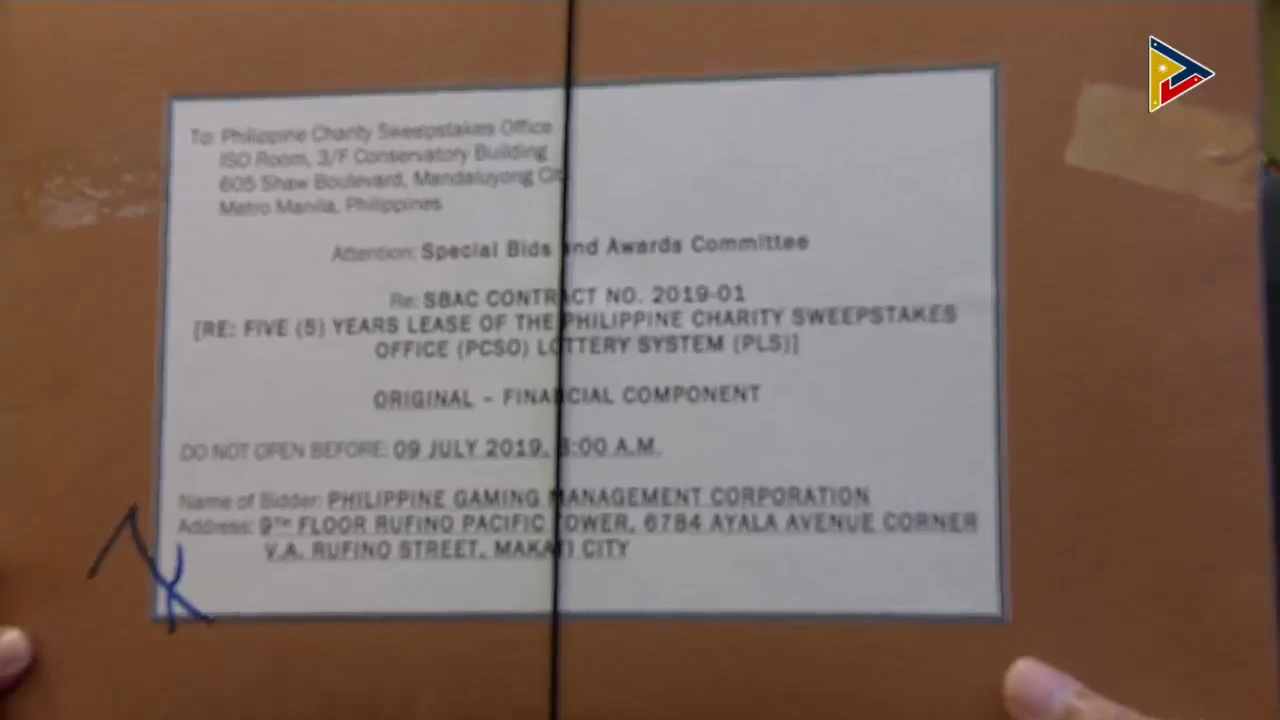 To: Philippine Charity Sweepstakes Office
ISO Room, 3/F Conservatory Building
605 Shaw Boulevard, Mandaluyong Cit
Metro Manila, Philippines
Attention: Special Bids and Awards Committee
Re: SBAC CONTRACT NO. 2019-01
[RE: FIVE (5) YEARS LEASE OF THE PHILIPPINE CHARITY SWEEPSTAKES
OFFICE (PCSO) LOTTERY SYSTEM (PLS)]
ORIGINAL - FINANCIAL COMPONENT
DO NOT OPEN BEFORE: 09 JULY 2019, :00 A.M.
Name of Bidder: PHILIPPINE GAMING MANAGEMENT CORPORATION
Address: 9TH FLOOR RUFINO PACIFIC TOWER, 6784 AYALA AVENUE CORNER
V.A. RUFINO STREET, MAKATI CITY